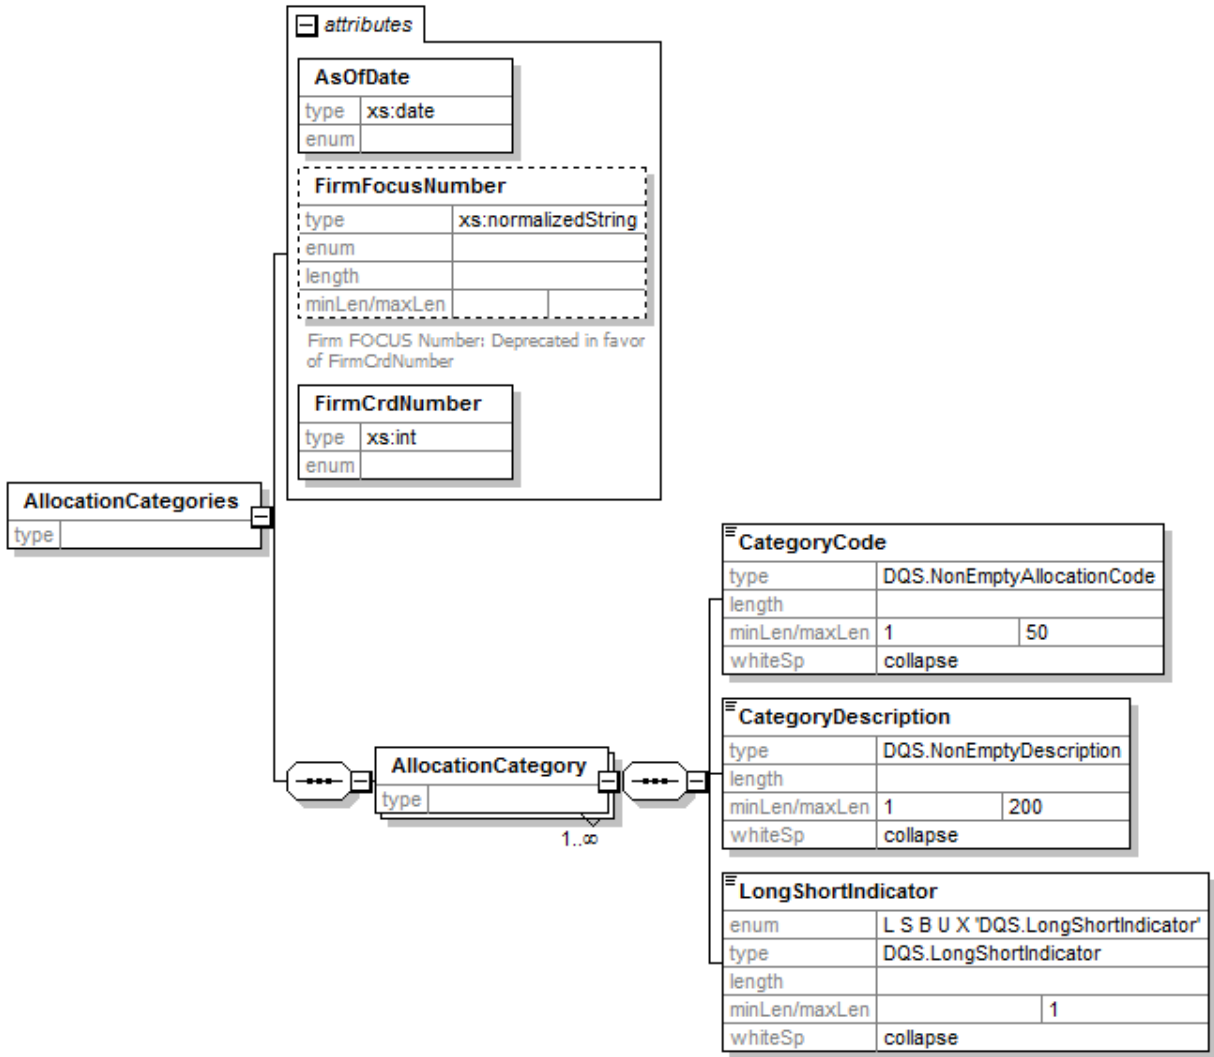 attributes
AsOfDate
type xs:date
enum
FirmFocusNumber
type xs:normalizedString
enum
length
minLen/maxLen
Firm FOCUS Number: Deprecated in favor
of FirmCrdNumber
FirmCrdNumber
type xs:int
enum
AllocationCategories
type
AllocationCategory
type
1..∞
CategoryCode
type DQS.NonEmptyAllocationCode
length
minLen/maxLen 1 50
whiteSp collapse
CategoryDescription
type DQS.NonEmptyDescription
length
minLen/maxLen 1 200
whiteSp collapse
LongShortIndicator
enum L S B U X "DQS.LongShortIndicator"
type DQS.LongShortIndicator
length
minLen/maxLen 1
whiteSp collapse